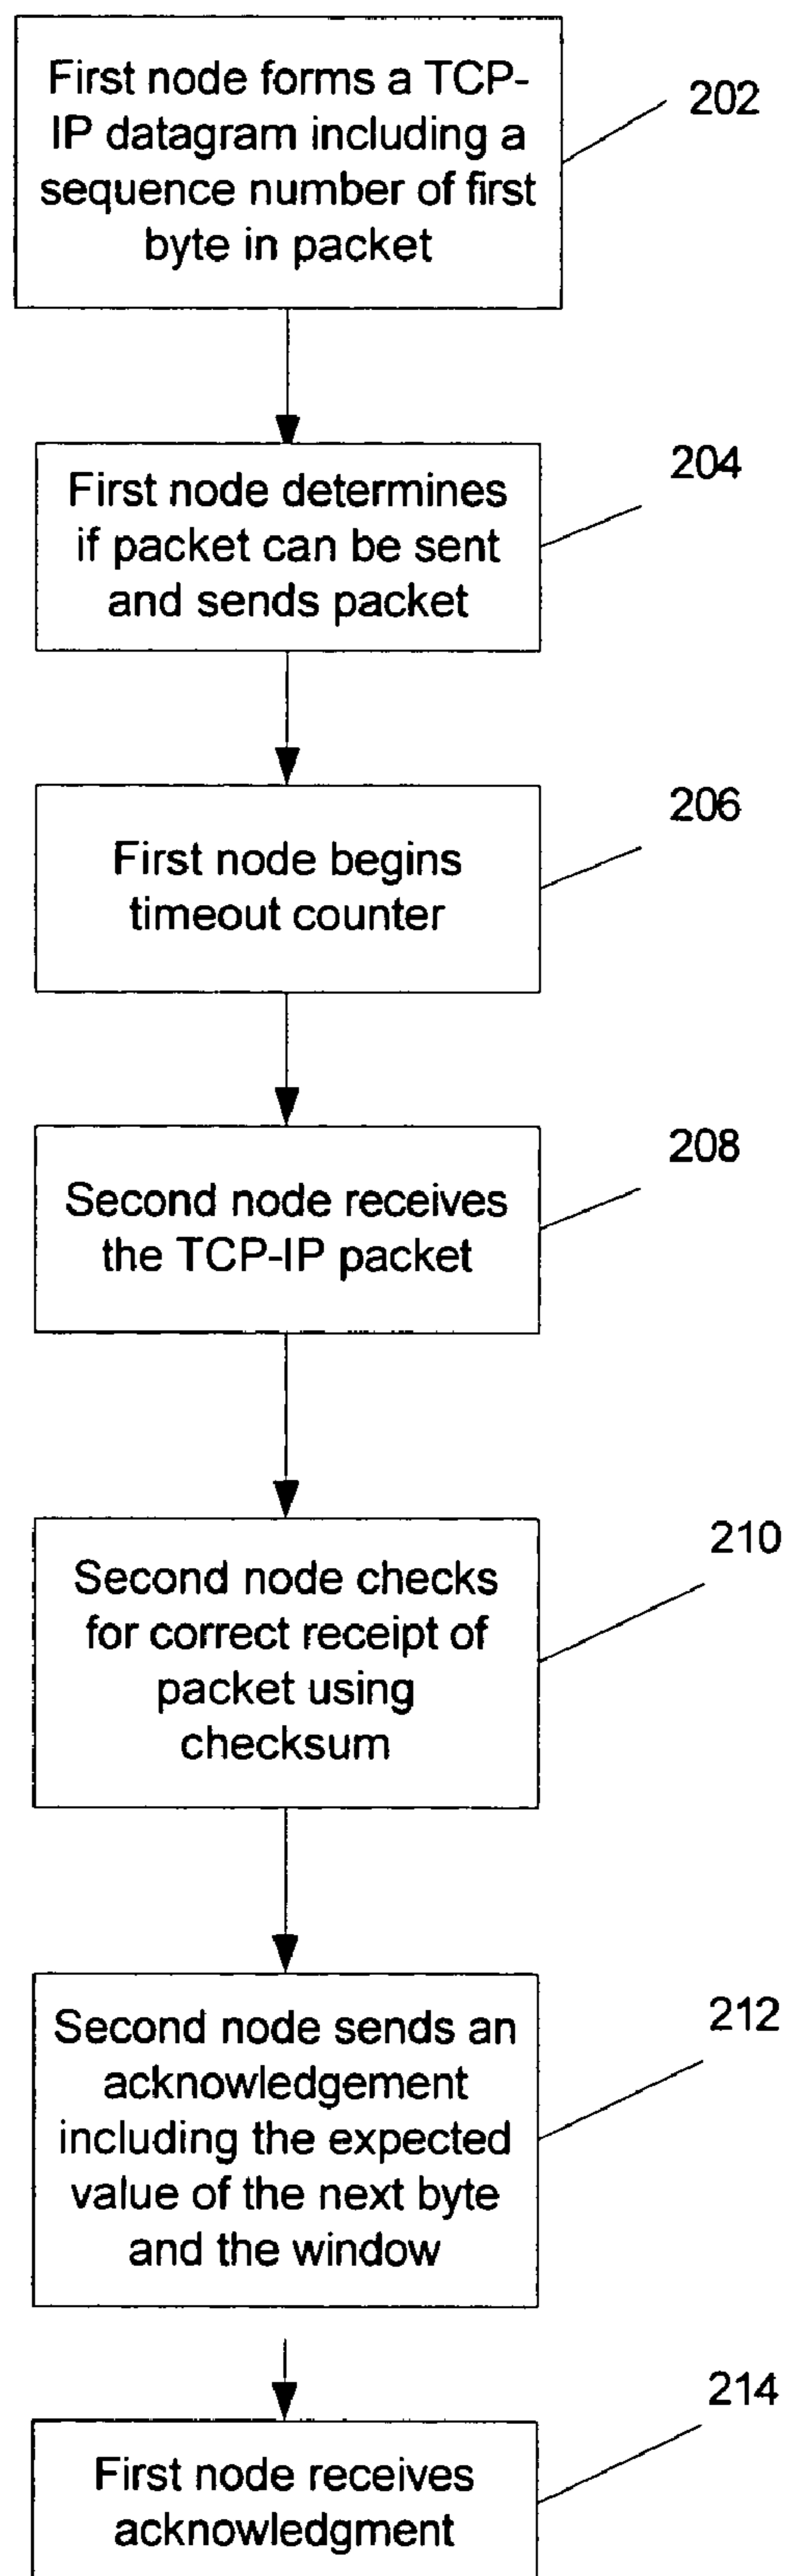 First node forms a TCP-
IP datagram including a
sequence number of first
byte in packet
202
First node determines
if packet can be sent
and sends packet
204
First node begins
timeout counter
206
Second node receives
the TCP-IP packet
208
Second node checks
for correct receipt of
packet using
checksum
210
Second node sends an
acknowledgement
including the expected
value of the next byte
and the window
212
First node receives
acknowledgment
214